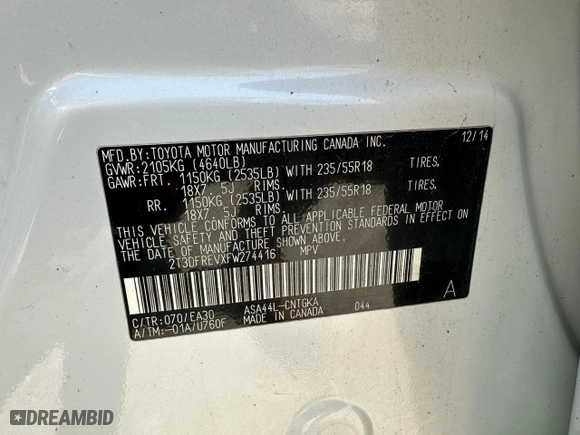 MFD.BY:TOYOTA MOTOR MANUFACTURING CANADA INC. 12/14
GVWR:2105KG (4640LB)
GAWR:FRT. 1150KG (2535LB) WITH 235/55R18 TIRES,
18X7 .5J RIMS.
RR. 1150KG (2535LB) WITH 235/55R18 TIRES,
18X7 .5J RIMS.
THIS VEHICLE CONFORMS TO ALL APPLICABLE FEDERAL MOTOR
VEHICLE SAFETY AND THEFT PREVENTION STANDARDS IN EFFECT ON
THE DATE OF MANUFACTURE SHOWN ABOVE.
2T3DFREVXFW274416 MPV
C/TR:070/EA30 ASA44L-CNTGKA 044 A
A/TM:-01A/U760F MADE IN CANADA
DREAMBID